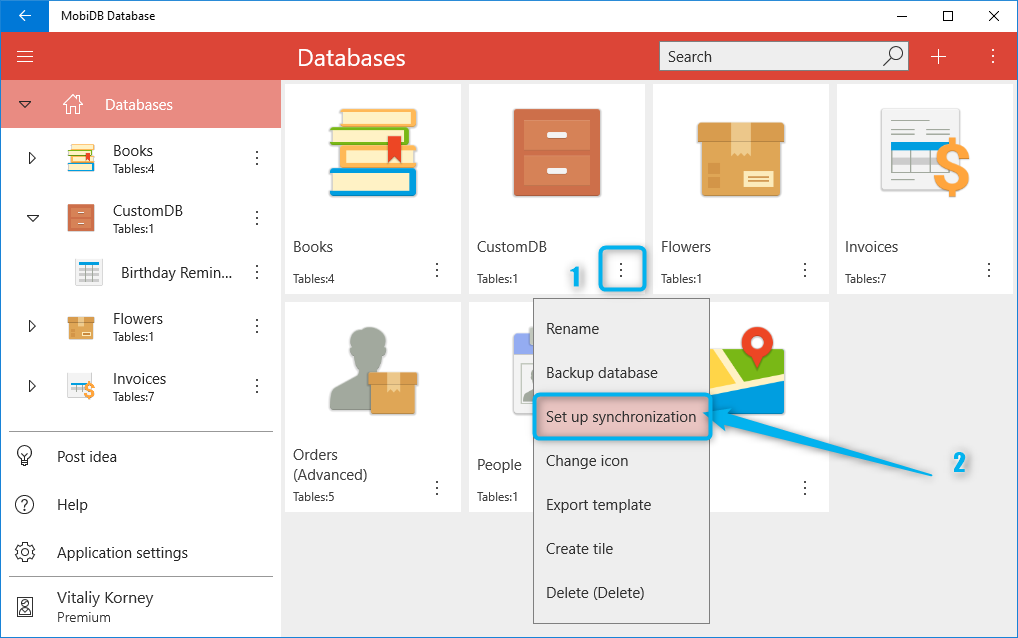 MobiDB Database
Databases
Search
Databases
Books
Tables:4
CustomDB
Tables:1
Birthday Remin...
Flowers
Tables:1
Invoices
Tables:7
Post idea
Help
Application settings
Vitaliy Korney
Premium
Books
Tables:4
CustomDB
Tables:1
1
Flowers
Tables:1
Invoices
Tables:7
Orders
(Advanced)
Tables:5
People
Tables:1
Rename
Backup database
Set up synchronization
2
Change icon
Export template
Create tile
Delete (Delete)